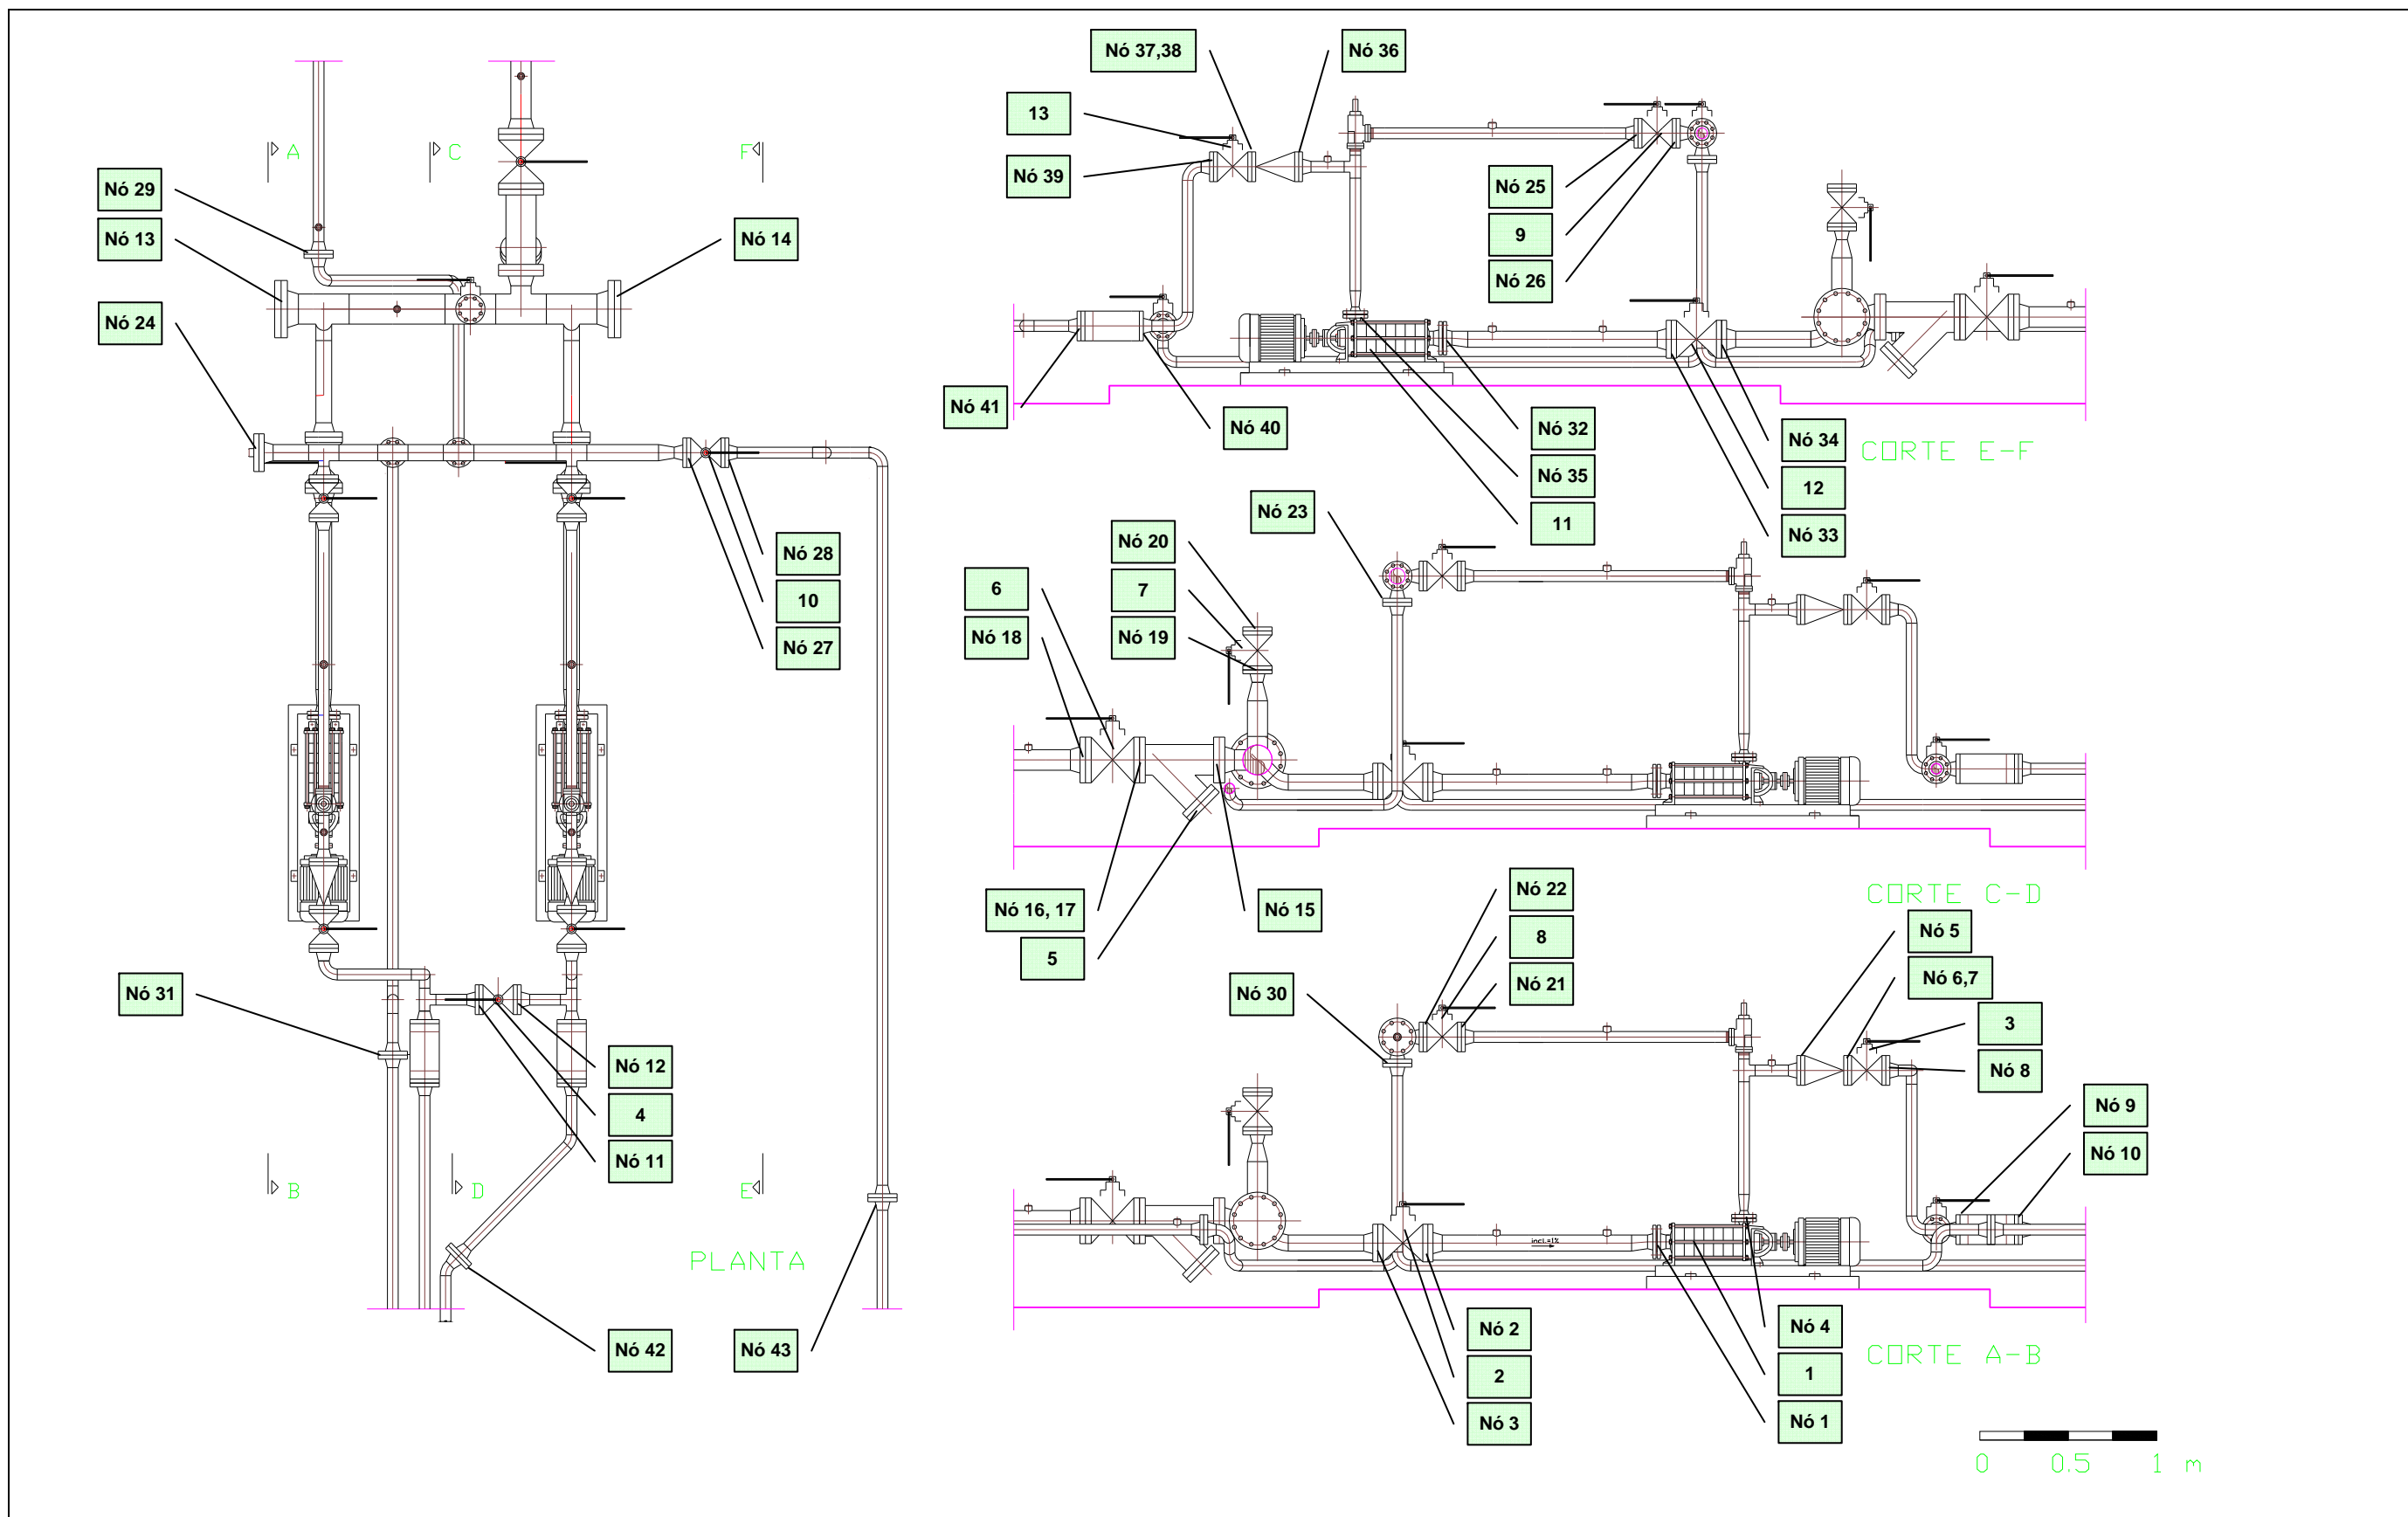 A
C
F
Nó 29
Nó 13
Nó 14
Nó 24
Nó 28
10
Nó 27
Nó 31
Nó 12
4
Nó 11
B
D
E
PLANTA
Nó 42
Nó 43
Nó 37,38
Nó 36
13
Nó 39
Nó 25
9
Nó 26
Nó 41
Nó 40
Nó 32
Nó 35
11
Nó 34
12
Nó 33
CORTE E-F
Nó 23
Nó 20
7
Nó 19
6
Nó 18
Nó 16, 17
5
Nó 15
CORTE C-D
Nó 22
8
Nó 21
Nó 30
Nó 5
Nó 6,7
3
Nó 8
Nó 9
Nó 10
incl.=1%
Nó 2
2
Nó 3
Nó 4
1
Nó 1
CORTE A-B
0 0.5 1 m